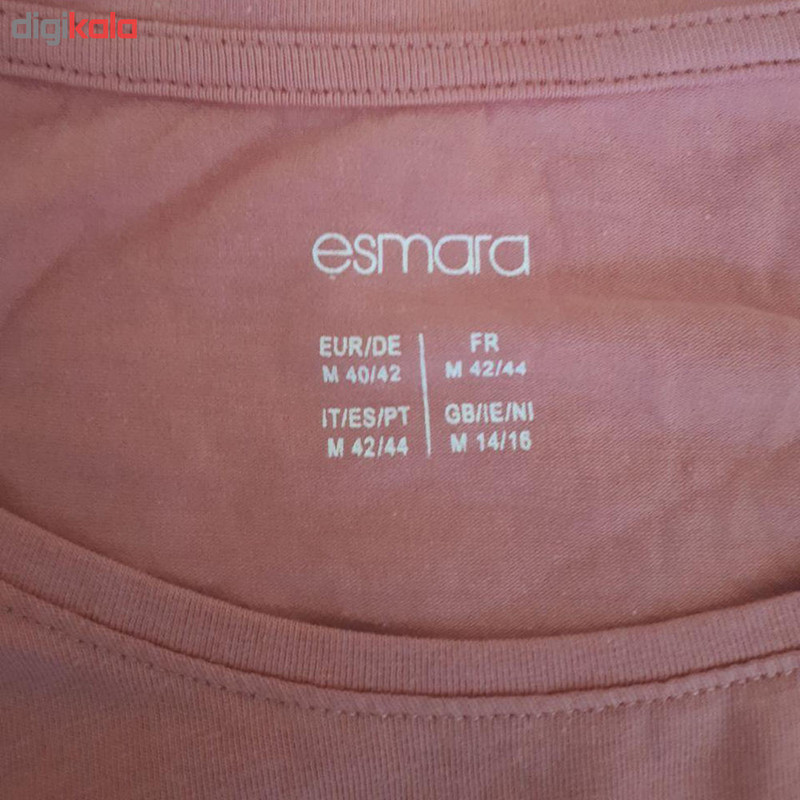 digikala
esmara
EUR/DE
M 40/42
FR
M 42/44
IT/ES/PT
M 42/44
GB/IE/NI
M 14/16